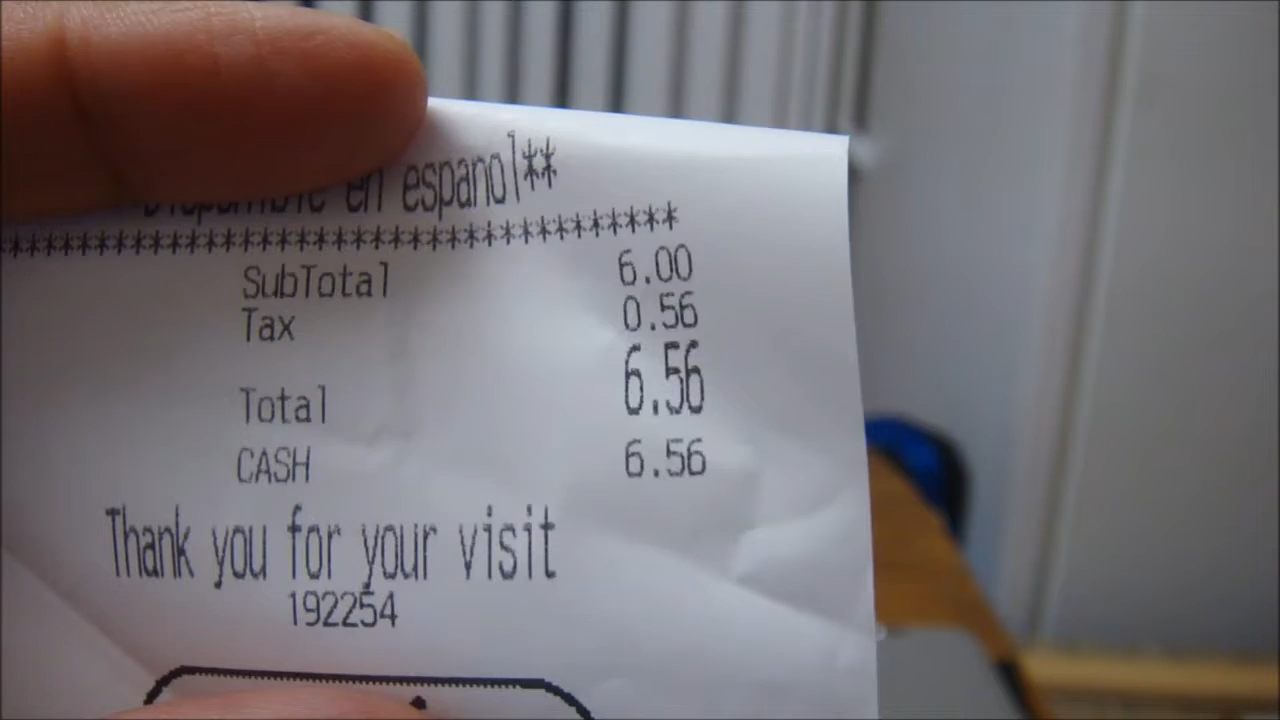 Disponible en espanol**
***********************************
SubTotal 6.00
Tax 0.56
Total 6.56
CASH 6.56
Thank you for your visit
192254